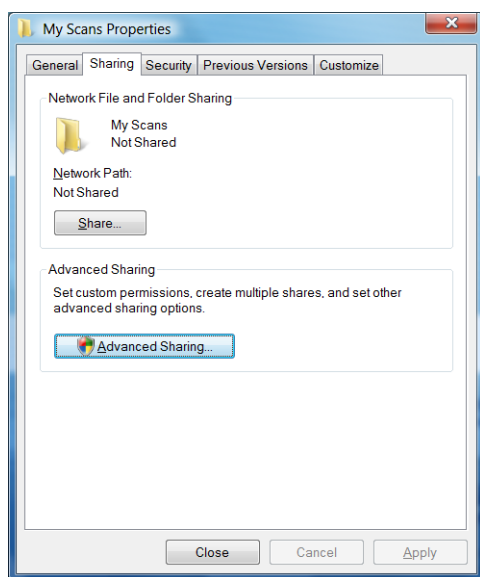 My Scans Properties
General Sharing Security Previous Versions Customize
Network File and Folder Sharing
My Scans
Not Shared
Network Path:
Not Shared
Share...
Advanced Sharing
Set custom permissions, create multiple shares, and set other
advanced sharing options.
Advanced Sharing...
Close Cancel Apply